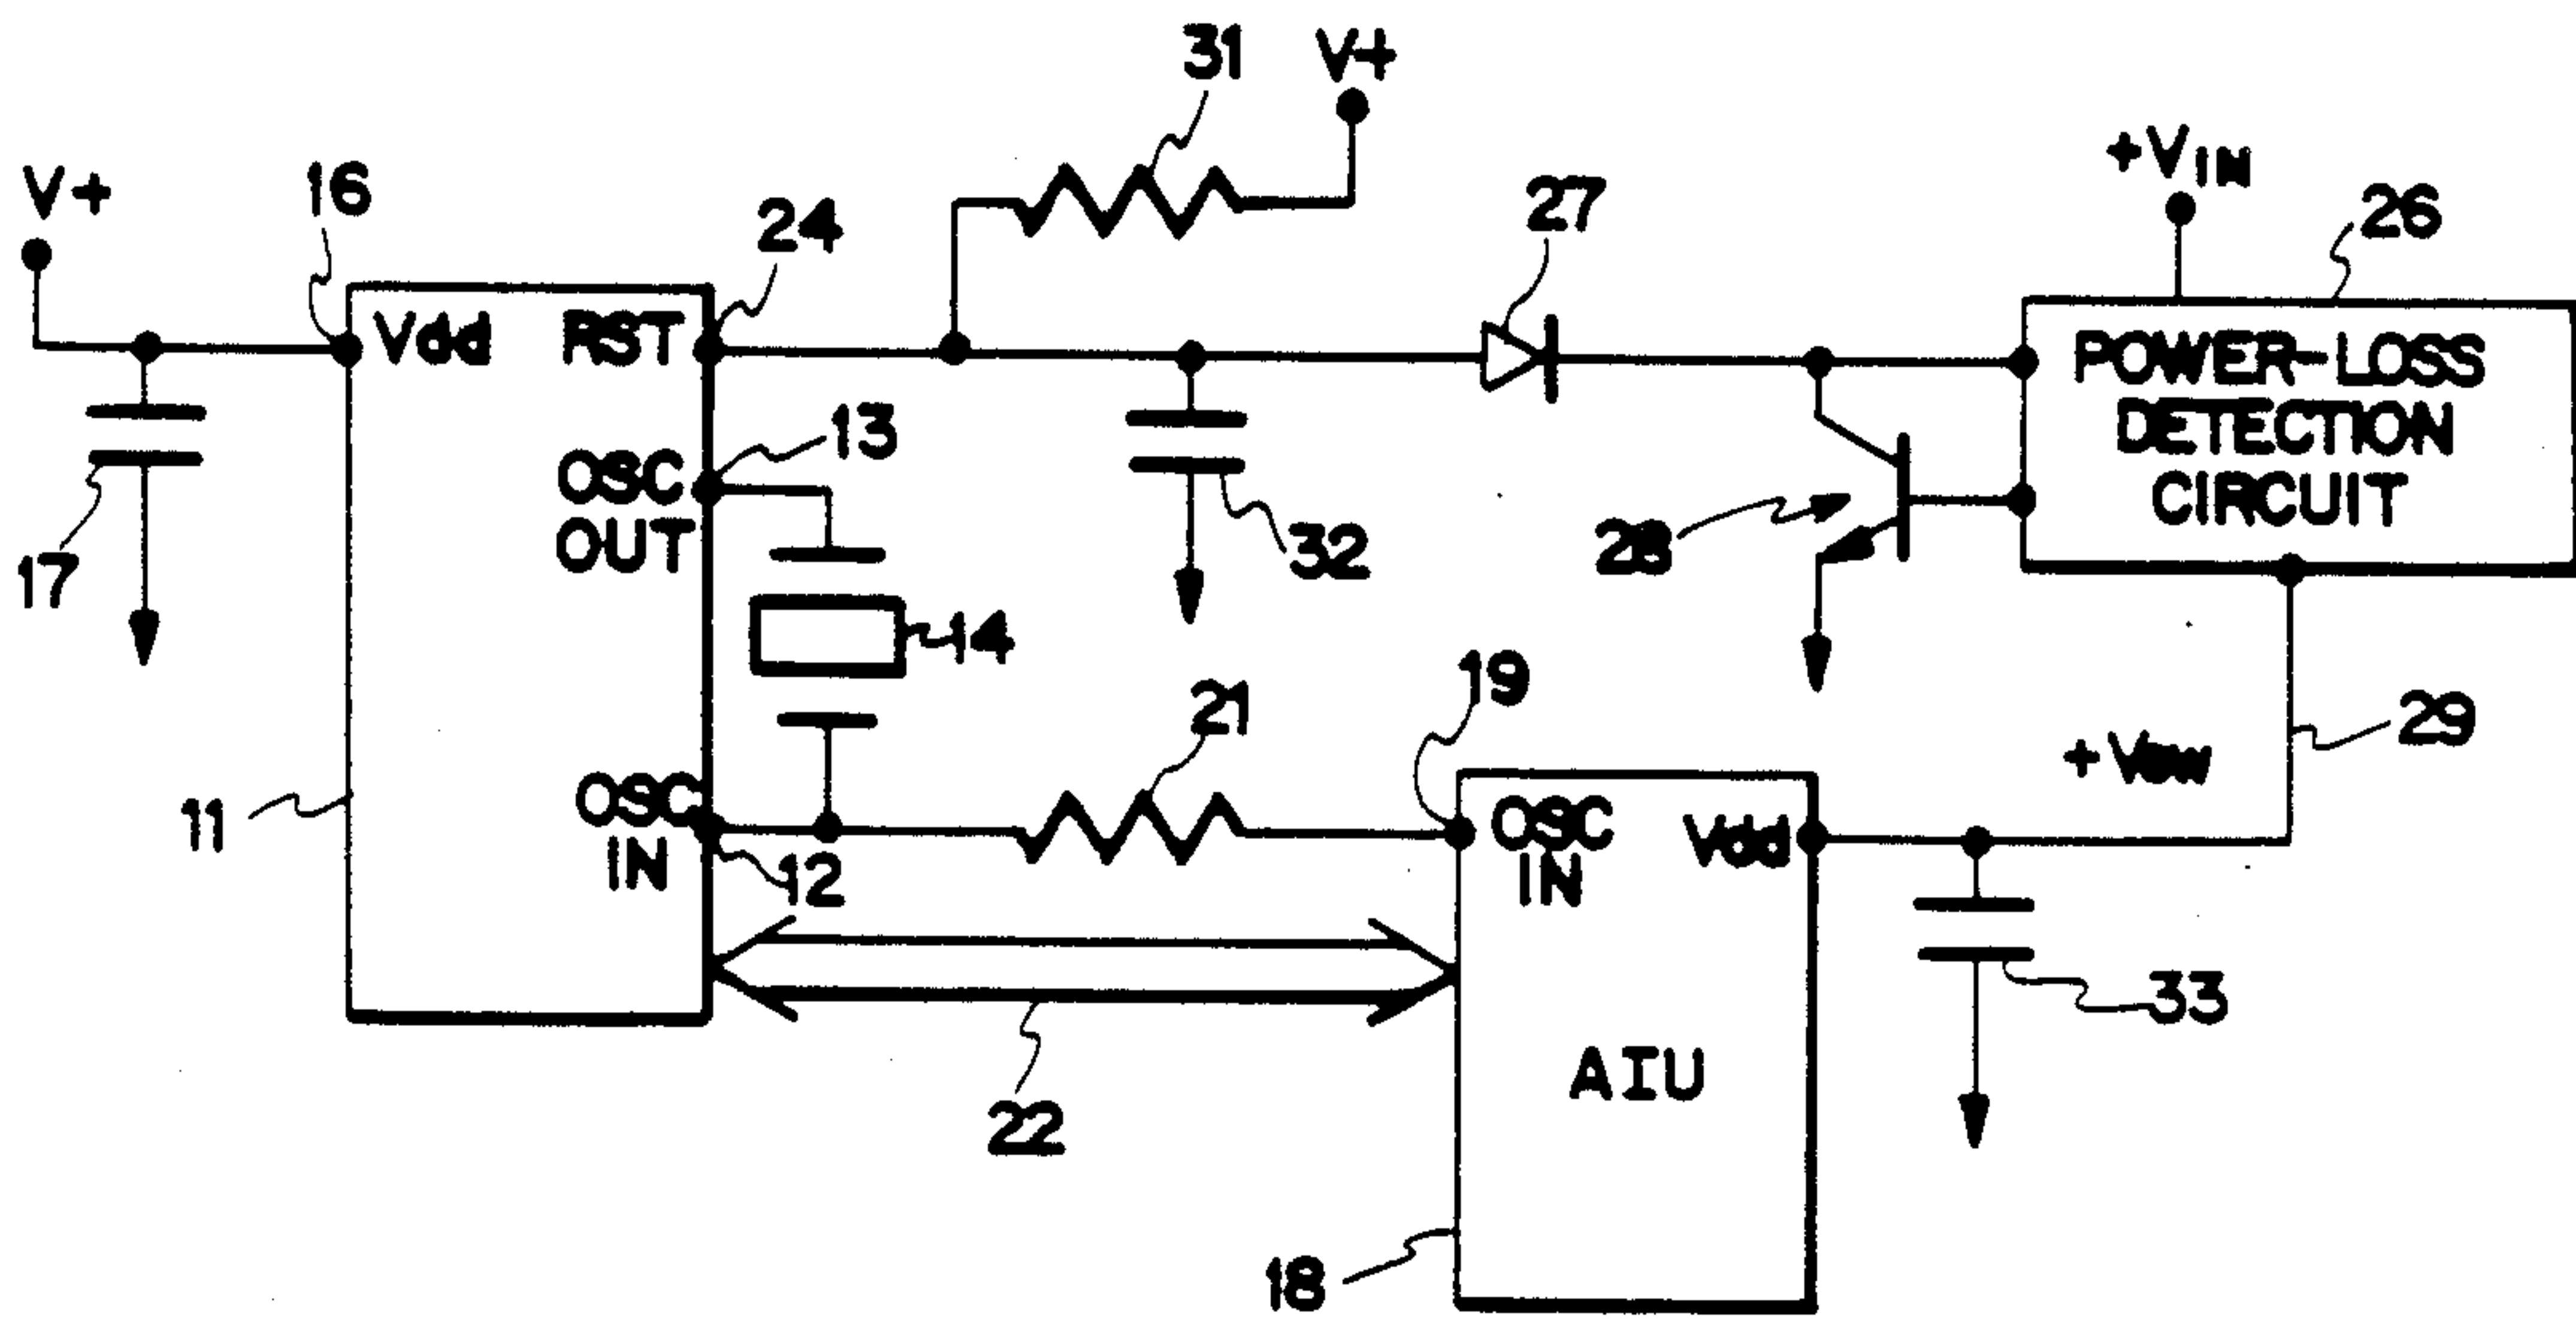 31
V+
V+
16
24
27
+VIN
26
Vdd
RST
POWER-LOSS
DETECTION
CIRCUIT
13
OSC
OUT
17
32
28
14
19
21
29
+VSW
11
OSC
IN
12
OSC
IN
Vdd
33
22
AIU
18